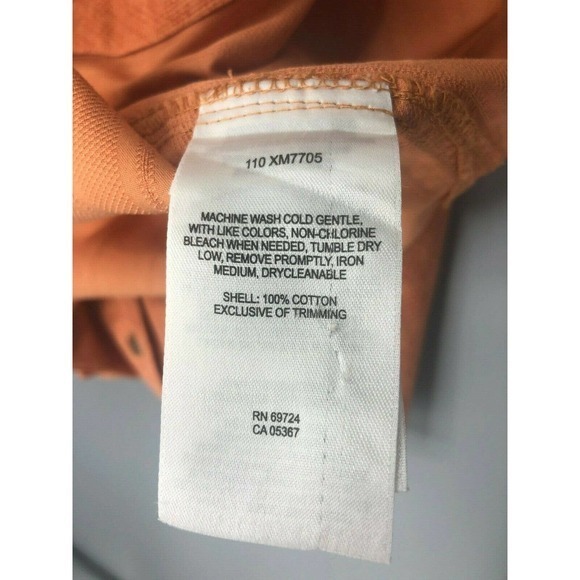 110 XM7705
MACHINE WASH COLD GENTLE,
WITH LIKE COLORS, NON-CHLORINE
BLEACH WHEN NEEDED, TUMBLE DRY
LOW, REMOVE PROMPTLY, IRON
MEDIUM, DRYCLEANABLE
SHELL: 100% COTTON
EXCLUSIVE OF TRIMMING
RN 69724
CA 05367